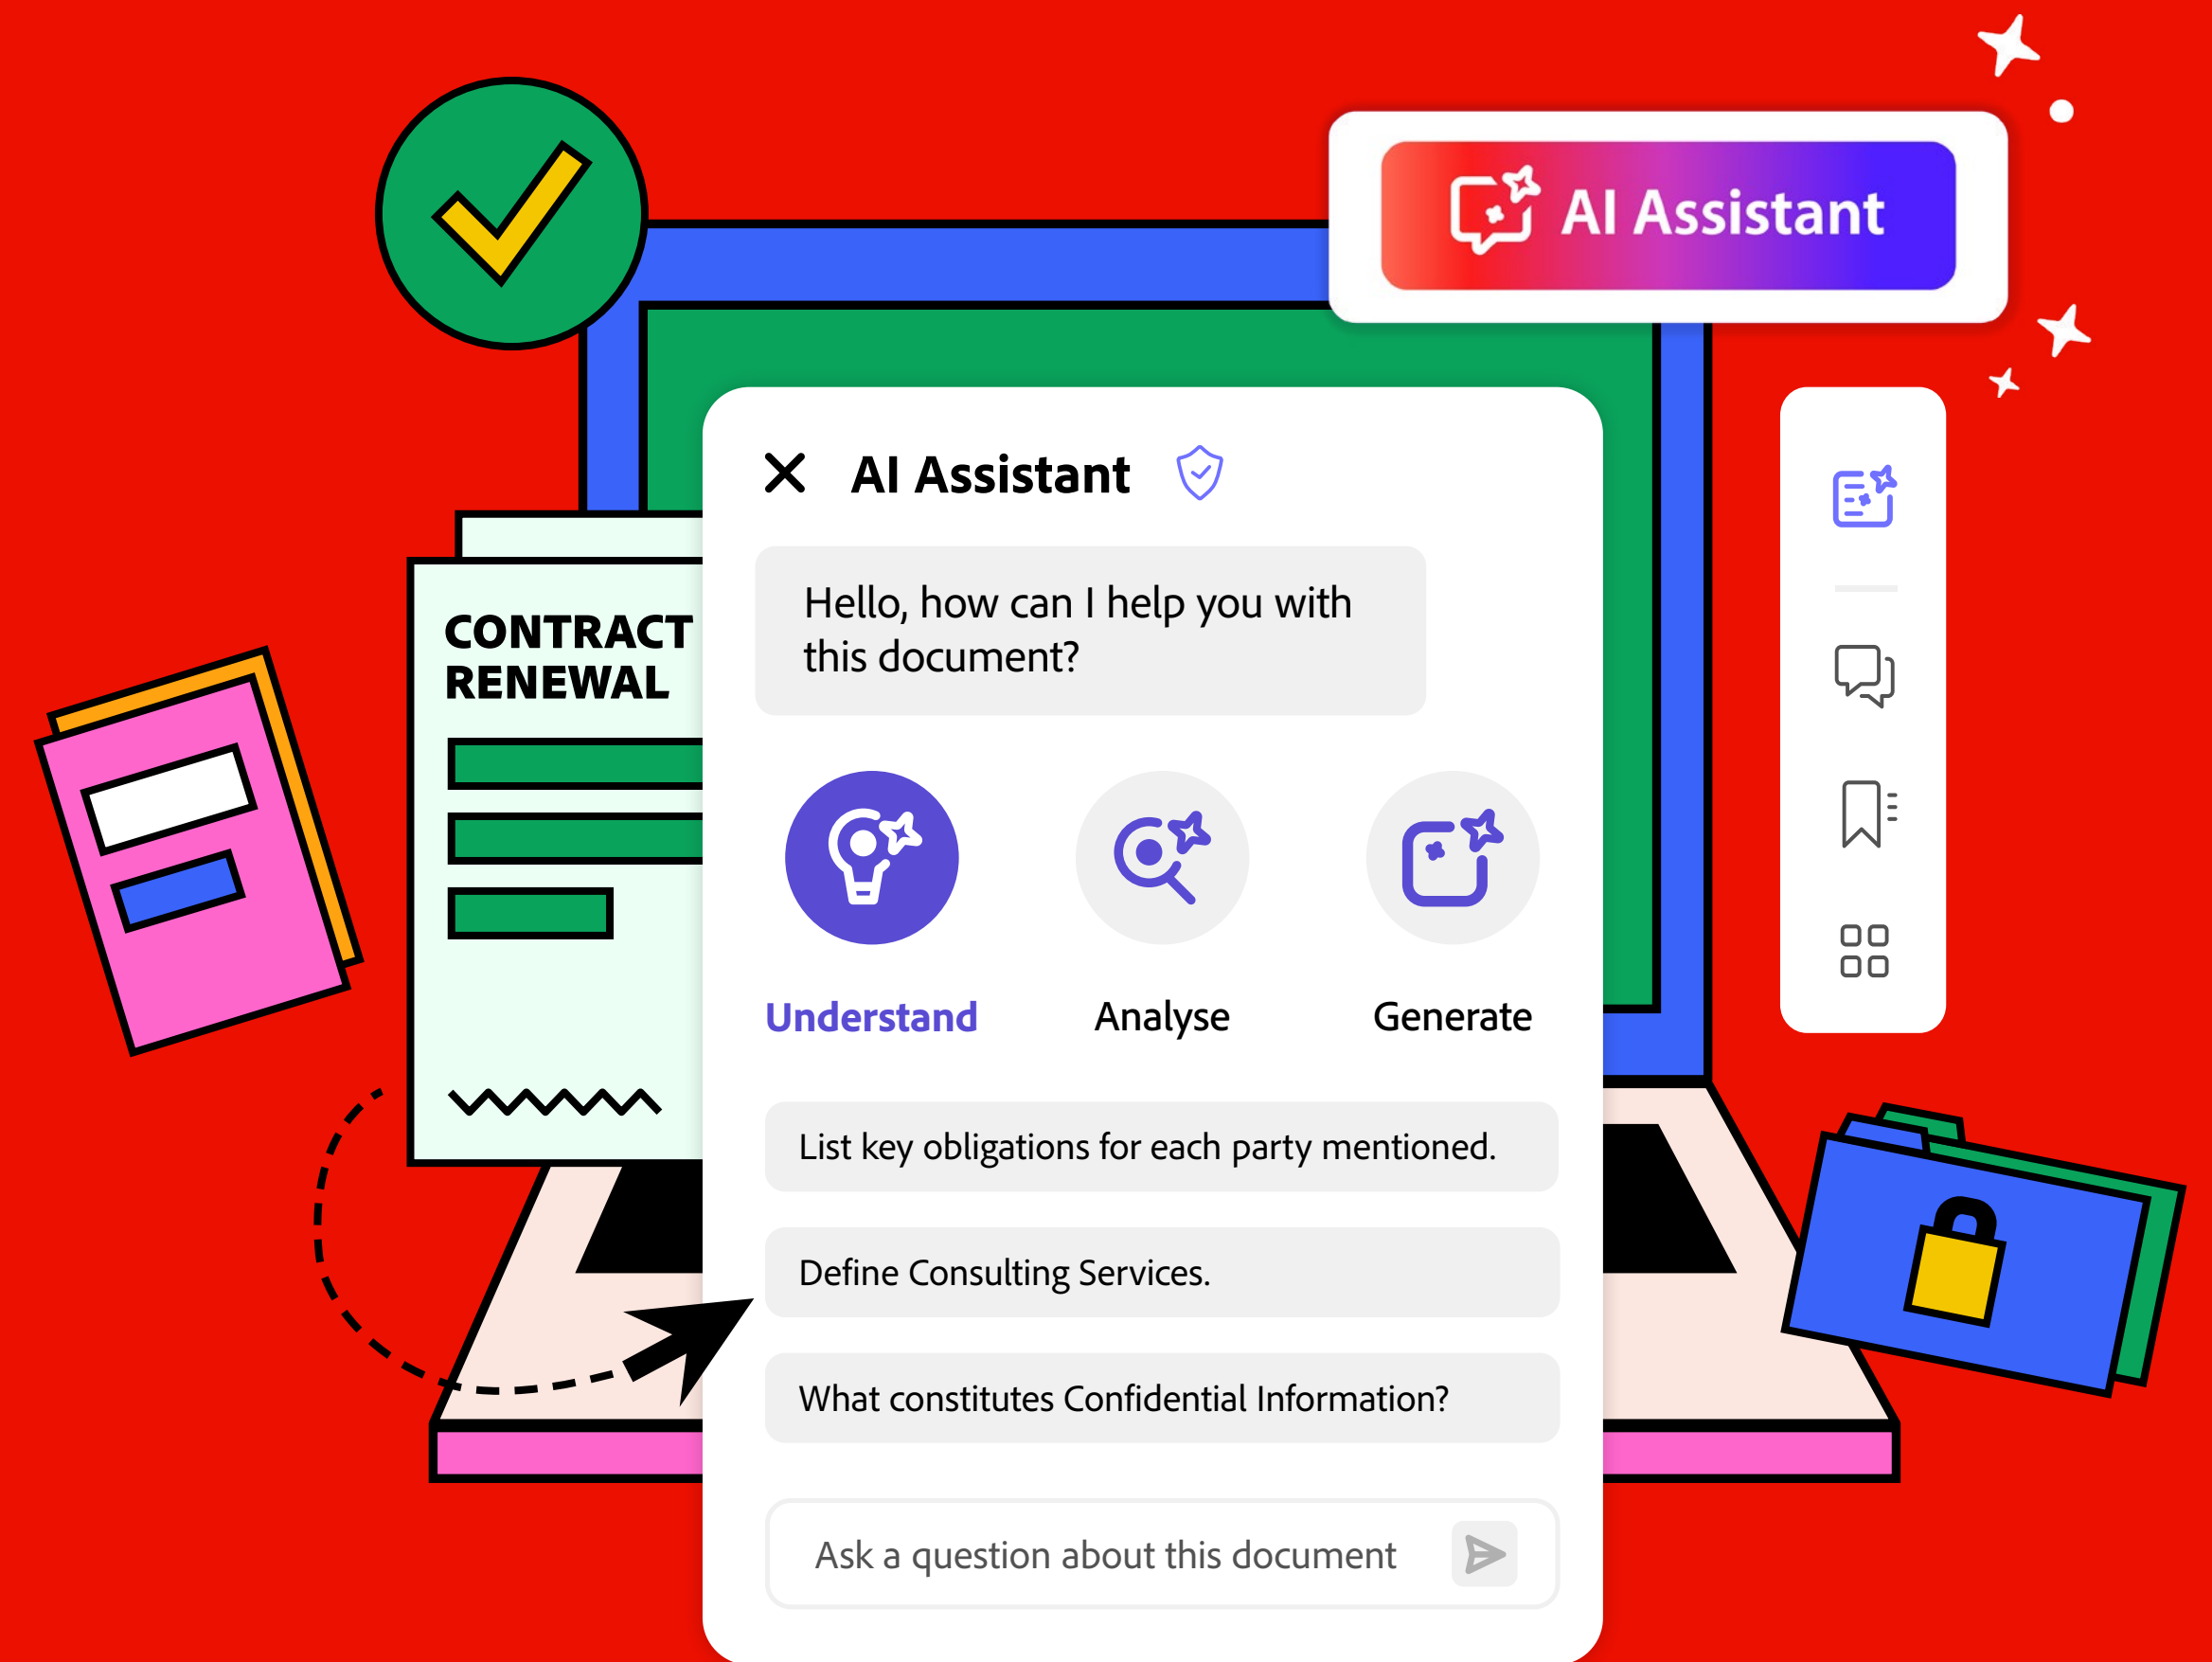 AI Assistant
AI Assistant
Hello, how can I help you with
this document?
CONTRACT
RENEWAL
Understand
Analyse
Generate
List key obligations for each party mentioned.
Define Consulting Services.
What constitutes Confidential Information?
Ask a question about this document